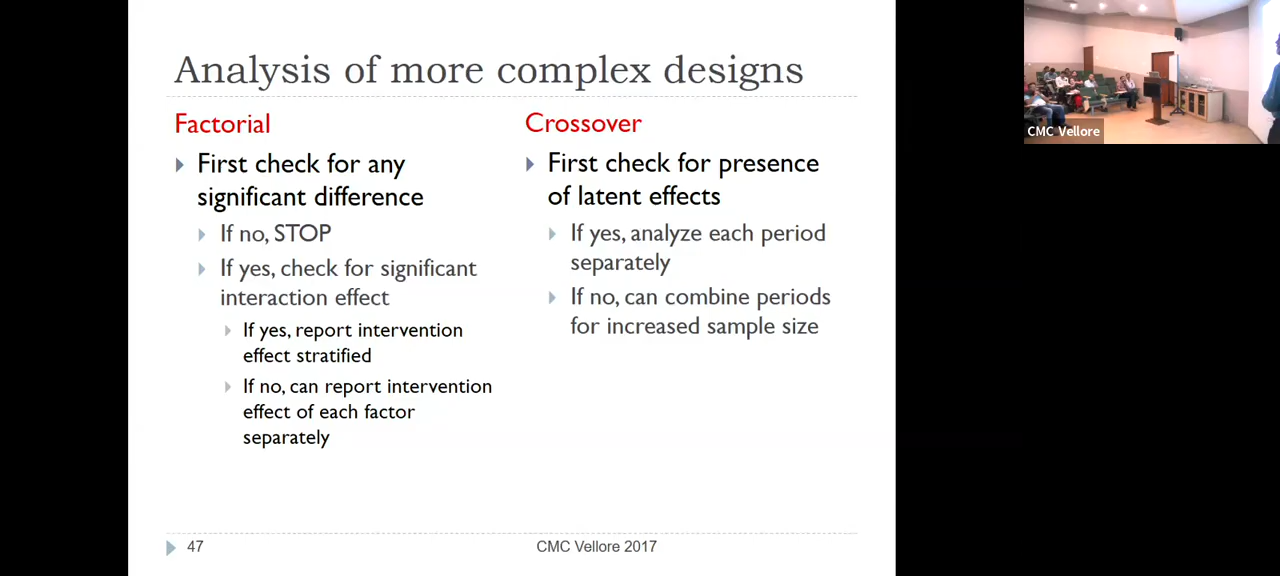 Analysis of more complex designs
Factorial
First check for any
significant difference
If no, STOP
If yes, check for significant
interaction effect
If yes, report intervention
effect stratified
If no, can report intervention
effect of each factor
separately
Crossover
First check for presence
of latent effects
If yes, analyze each period
separately
If no, can combine periods
for increased sample size
47
CMC Vellore 2017
CMC Vellore